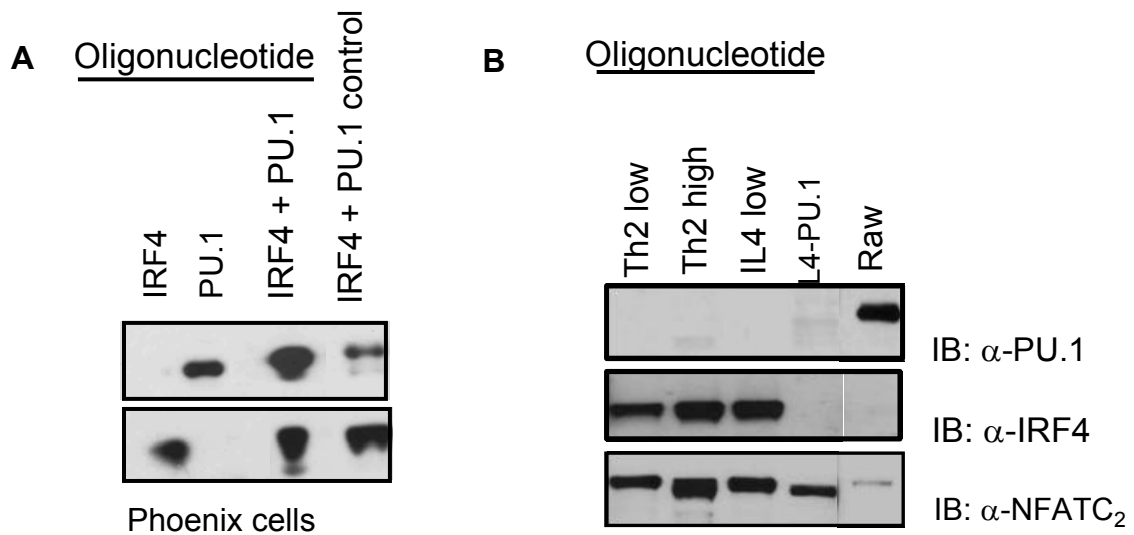 A
Oligonucleotide
IRF4
PU.1
IRF4 + PU.1
IRF4 + PU.1 control
Phoenix cells
B
Oligonucleotide
Th2 low
Th2 high
IL4 low
L4-PU.1
Raw
IB: α-PU.1
IB: α-IRF4
IB: α-NFATC₂